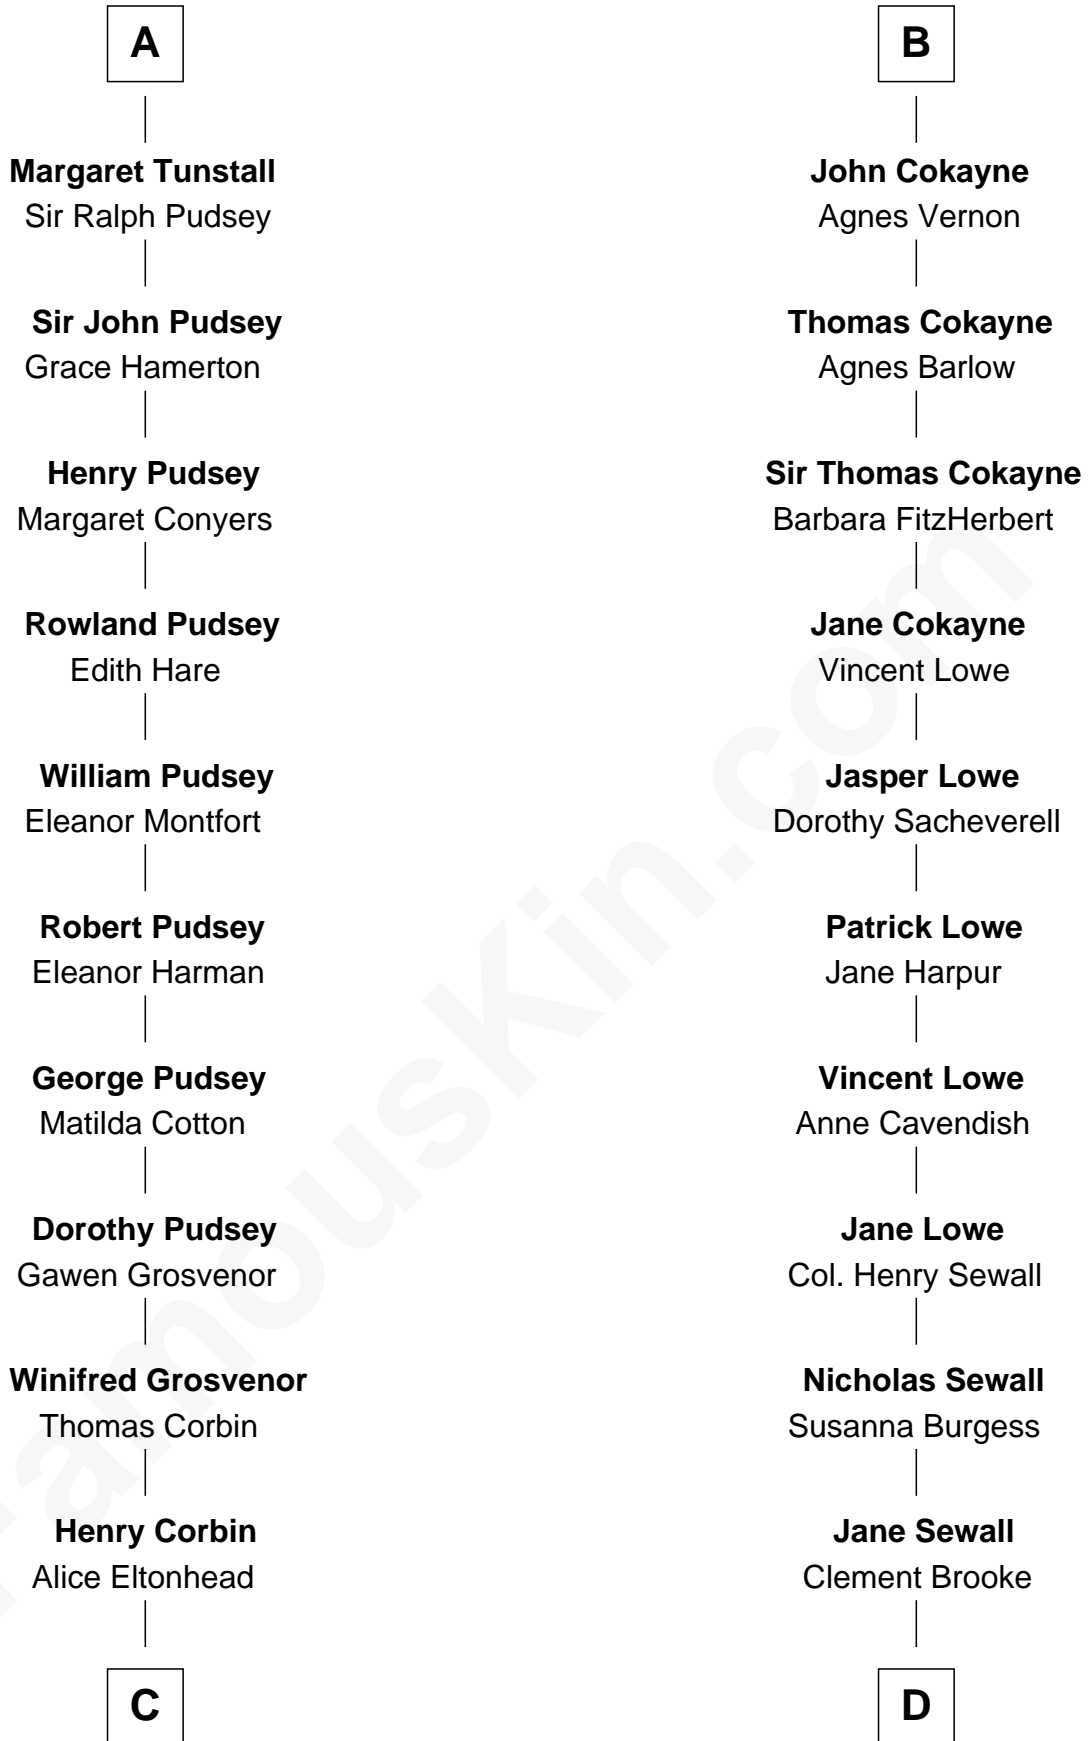 A
Margaret Tunstall
Sir Ralph Pudsey
Sir John Pudsey
Grace Hamerton
Henry Pudsey
Margaret Conyers
Rowland Pudsey
Edith Hare
William Pudsey
Eleanor Montfort
Robert Pudsey
Eleanor Harman
George Pudsey
Matilda Cotton
Dorothy Pudsey
Gawen Grosvenor
Winifred Grosvenor
Thomas Corbin
Henry Corbin
Alice Eltonhead
C
B
John Cokayne
Agnes Vernon
Thomas Cokayne
Agnes Barlow
Sir Thomas Cokayne
Barbara FitzHerbert
Jane Cokayne
Vincent Lowe
Jasper Lowe
Dorothy Sacheverell
Patrick Lowe
Jane Harpur
Vincent Lowe
Anne Cavendish
Jane Lowe
Col. Henry Sewall
Nicholas Sewall
Susanna Burgess
Jane Sewall
Clement Brooke
D
FamousKin.com